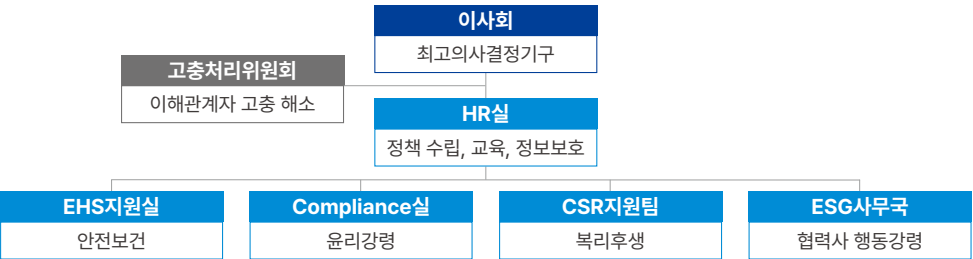 이사회
최고의사결정기구
고충처리위원회
이해관계자 고충 해소
HR실
정책 수립, 교육, 정보보호
EHS지원실
안전보건
Compliance실
윤리강령
CSR지원팀
복리후생
ESG사무국
협력사 행동강령